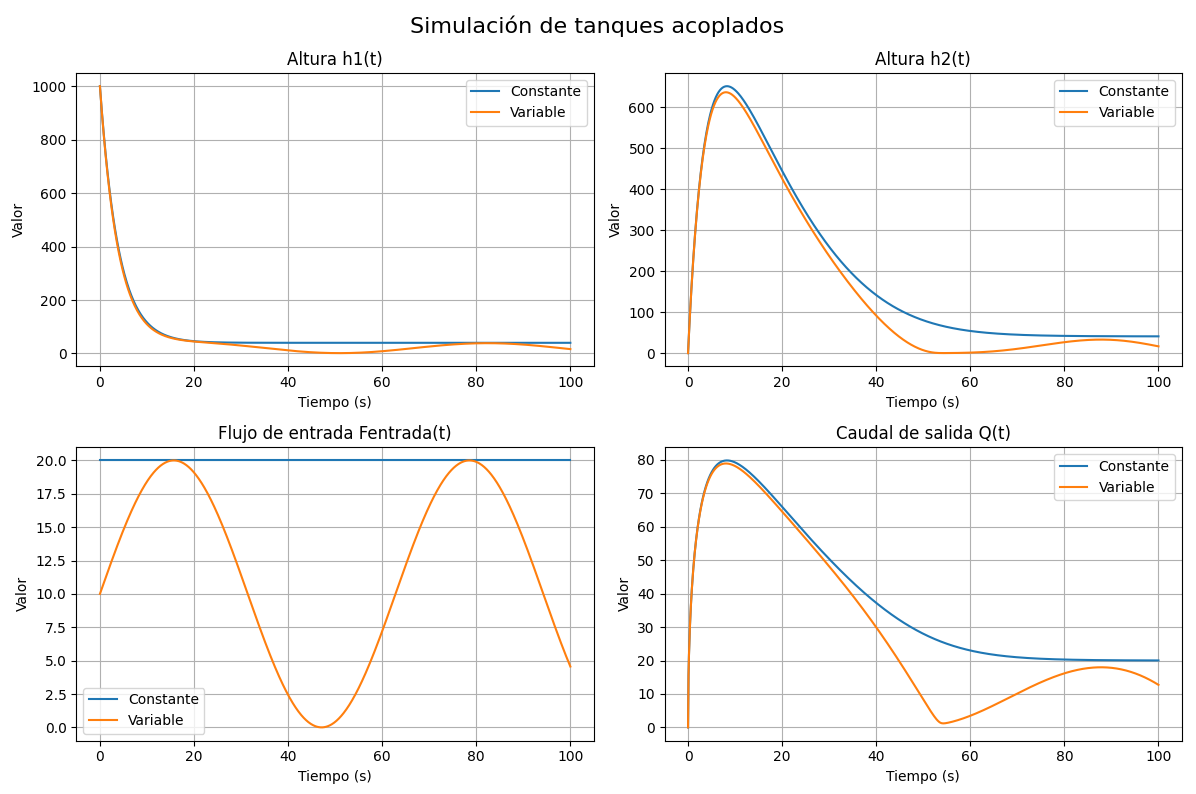 Simulación de tanques acoplados
Altura h1(t)
Constante
Variable
Valor
1000
800
600
400
200
0
0 20 40 60 80 100
Tiempo (s)
Altura h2(t)
Constante
Variable
Valor
600
500
400
300
200
100
0
0 20 40 60 80 100
Tiempo (s)
Flujo de entrada Fentrada(t)
Valor
20.0
17.5
15.0
12.5
10.0
7.5
5.0
2.5
0.0
Constante
Variable
0 20 40 60 80 100
Tiempo (s)
Caudal de salida Q(t)
Constante
Variable
Valor
80
70
60
50
40
30
20
10
0
0 20 40 60 80 100
Tiempo (s)